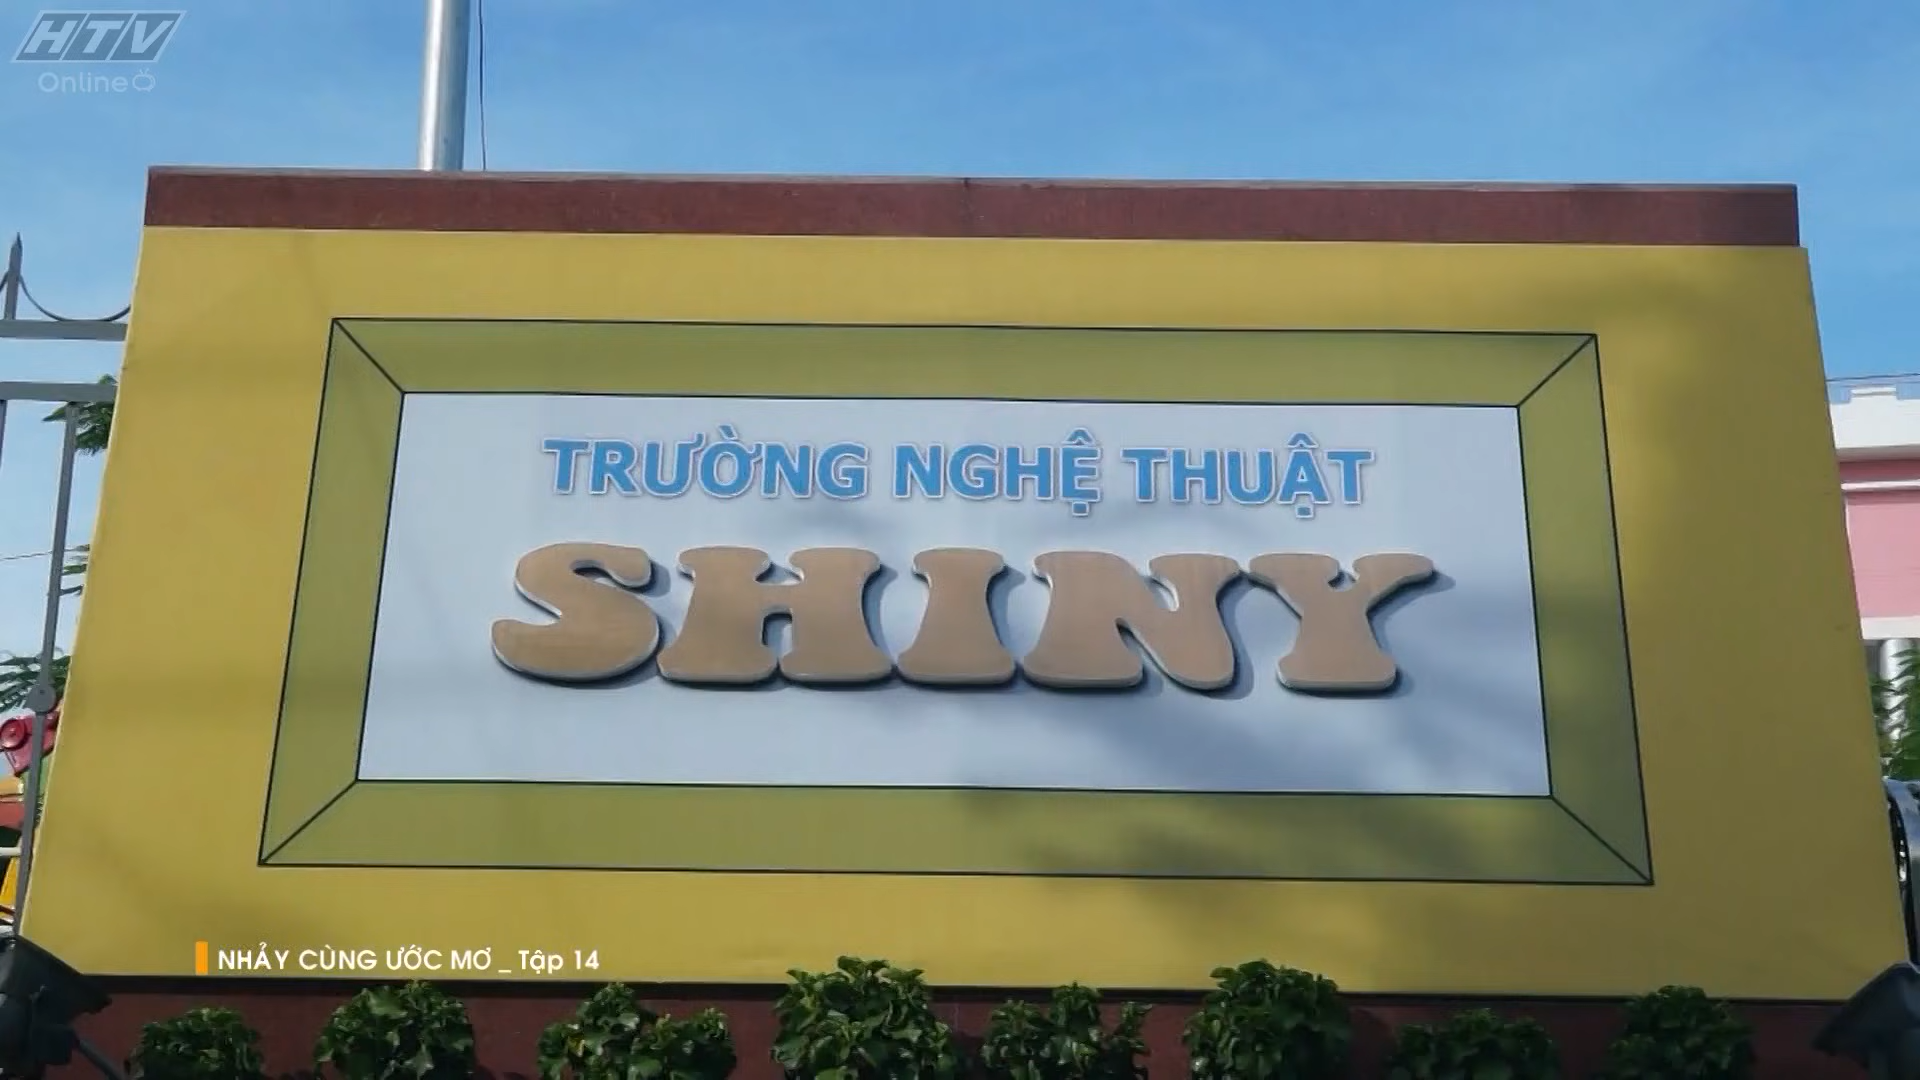 HTV
Online
TRƯỜNG NGHỆ THUẬT
SHINY
NHẢY CÙNG ƯỚC MƠ _ Tập 14